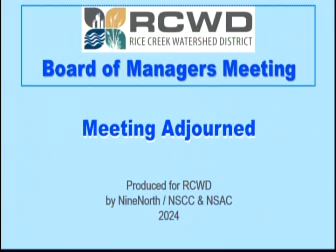 RCWD
RICE CREEK WATERSHED DISTRICT
Board of Managers Meeting
Meeting Adjourned
Produced for RCWD
by NineNorth / NSCC & NSAC
2024